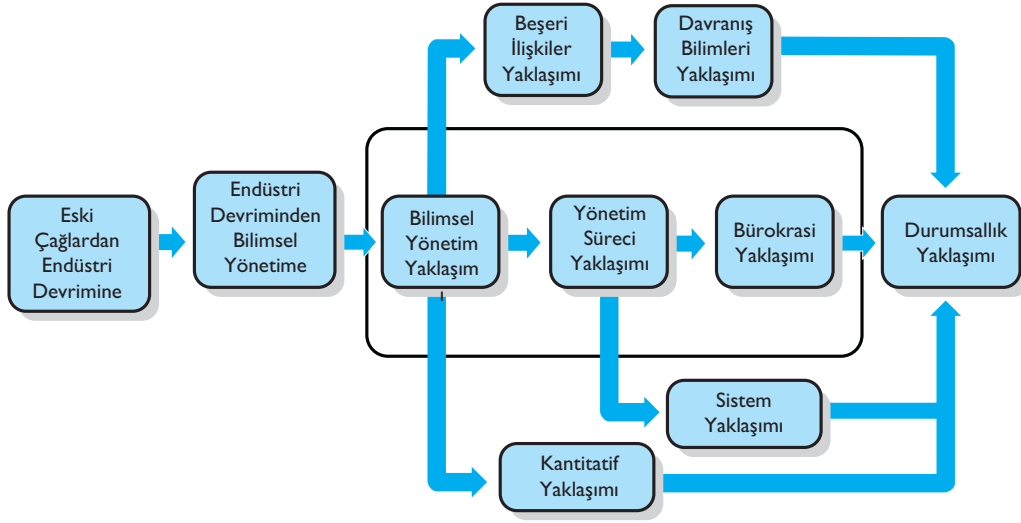 Beşeri
İlişkiler
Yaklaşımı
Davranış
Bilimleri
Yaklaşımı
Eski
Çağlardan
Endüstri
Devrimine
Endüstri
Devriminden
Bilimsel
Yönetime
Bilimsel
Yönetim
Yaklaşım
ı
Yönetim
Süreci
Yaklaşımı
Bürokrasi
Yaklaşımı
Durumsallık
Yaklaşımı
Sistem
Yaklaşımı
Kantitatif
Yaklaşımı